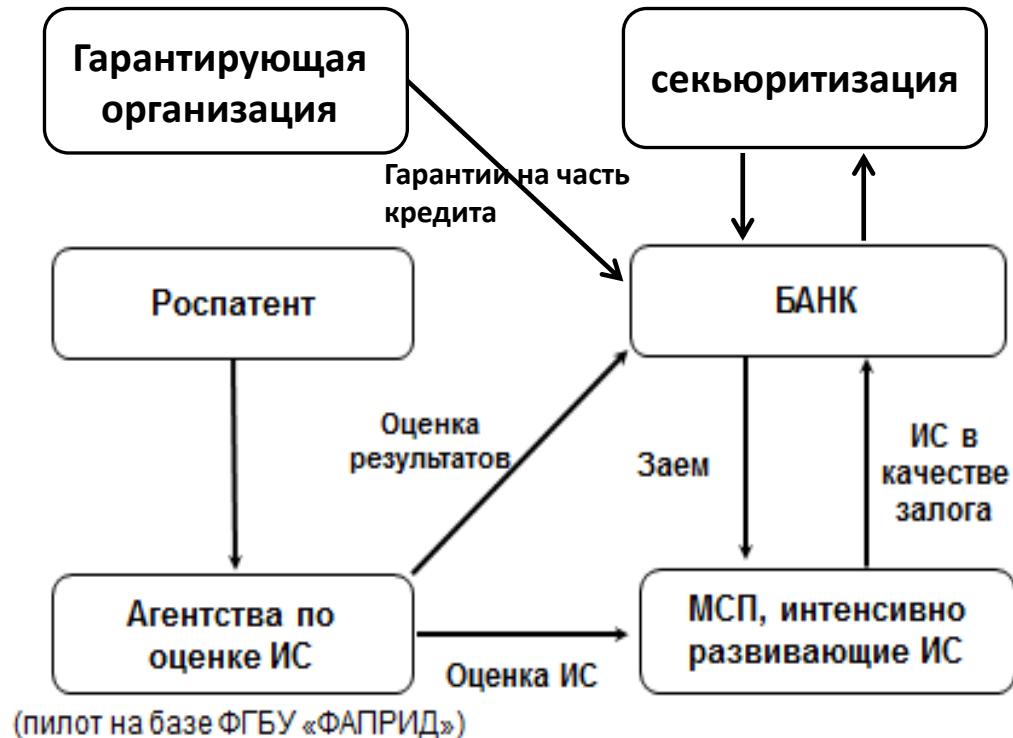 Гарантирующая
организация
секьюритизация
Гарантии на часть
кредита
Роспатент
БАНК
Оценка
результатов
Заем
ИС в
качестве
залога
Агентства по
оценке ИС
Оценка ИС
МСП, интенсивно
развивающие ИС
(пилот на базе ФГБУ «ФАПРИД»)